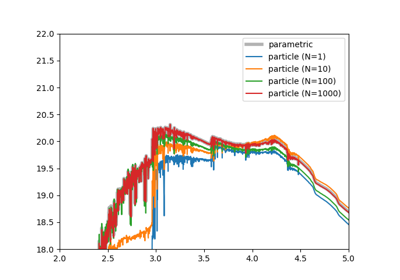 22.0
21.5
21.0
20.5
20.0
19.5
19.0
18.5
18.0
2.0 2.5 3.0 3.5 4.0 4.5 5.0
parametric
particle (N=1)
particle (N=10)
particle (N=100)
particle (N=1000)